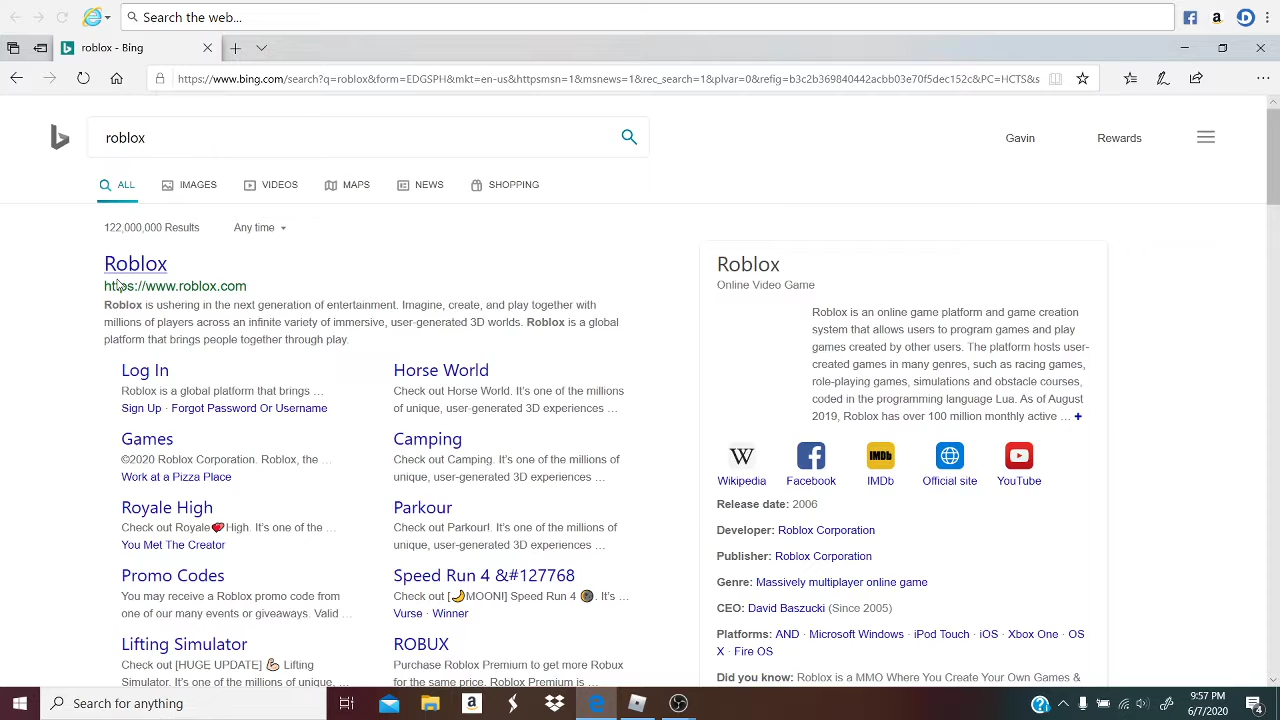 Search the web...
roblox - Bing
https://www.bing.com/search?q=roblox&form=EDGSPH&mkt=en-us&httpsmsn=1&msnews=1&rec_search=1&plvar=0&refig=b3c2b369840442acbb03e70f5dec152c&PC=HCTS&s
roblox
Gavin
Rewards
ALL
IMAGES
VIDEOS
MAPS
NEWS
SHOPPING
122,000,000 Results
Any time
Roblox
https://www.roblox.com
Roblox is ushering in the next generation of entertainment. Imagine, create, and play together with
millions of players across an infinite variety of immersive, user-generated 3D worlds. Roblox is a global
platform that brings people together through play.
Log In
Roblox is a global platform that brings ...
Sign Up · Forgot Password Or Username
Games
©2020 Roblox Corporation. Roblox, the ...
Work at a Pizza Place
Royale High
Check out Royale💓High. It's one of the ...
You Met The Creator
Promo Codes
You may receive a Roblox promo code from
one of our many events or giveaways. Valid ...
Lifting Simulator
Check out [HUGE UPDATE] 💪 Lifting
Simulator. It's one of the millions of unique,
Horse World
Check out Horse World. It's one of the millions
of unique, user-generated 3D experiences ...
Camping
Check out Camping. It's one of the millions of
unique, user-generated 3D experiences ...
Parkour
Check out Parkour!. It's one of the millions of
unique, user-generated 3D experiences ...
Speed Run 4 &#127768
Check out [🌙MOON!] Speed Run 4 🌘. It's ...
Vurse · Winner
ROBUX
Purchase Roblox Premium to get more Robux
for the same price. Roblox Premium is ...
Roblox
Online Video Game
Roblox is an online game platform and game creation
system that allows users to program games and play
games created by other users. The platform hosts user-
created games in many genres, such as racing games,
role-playing games, simulations and obstacle courses,
coded in the programming language Lua. As of August
2019, Roblox has over 100 million monthly active ... +
W
IMDb
Wikipedia
Facebook
IMDb
Official site
YouTube
Release date: 2006
Developer: Roblox Corporation
Publisher: Roblox Corporation
Genre: Massively multiplayer online game
CEO: David Baszucki (Since 2005)
Platforms: AND · Microsoft Windows · iPod Touch · iOS · Xbox One · OS
X · Fire OS
Did you know: Roblox is a MMO Where You Create Your Own Games &
Search for anything
9:57 PM
6/7/2020